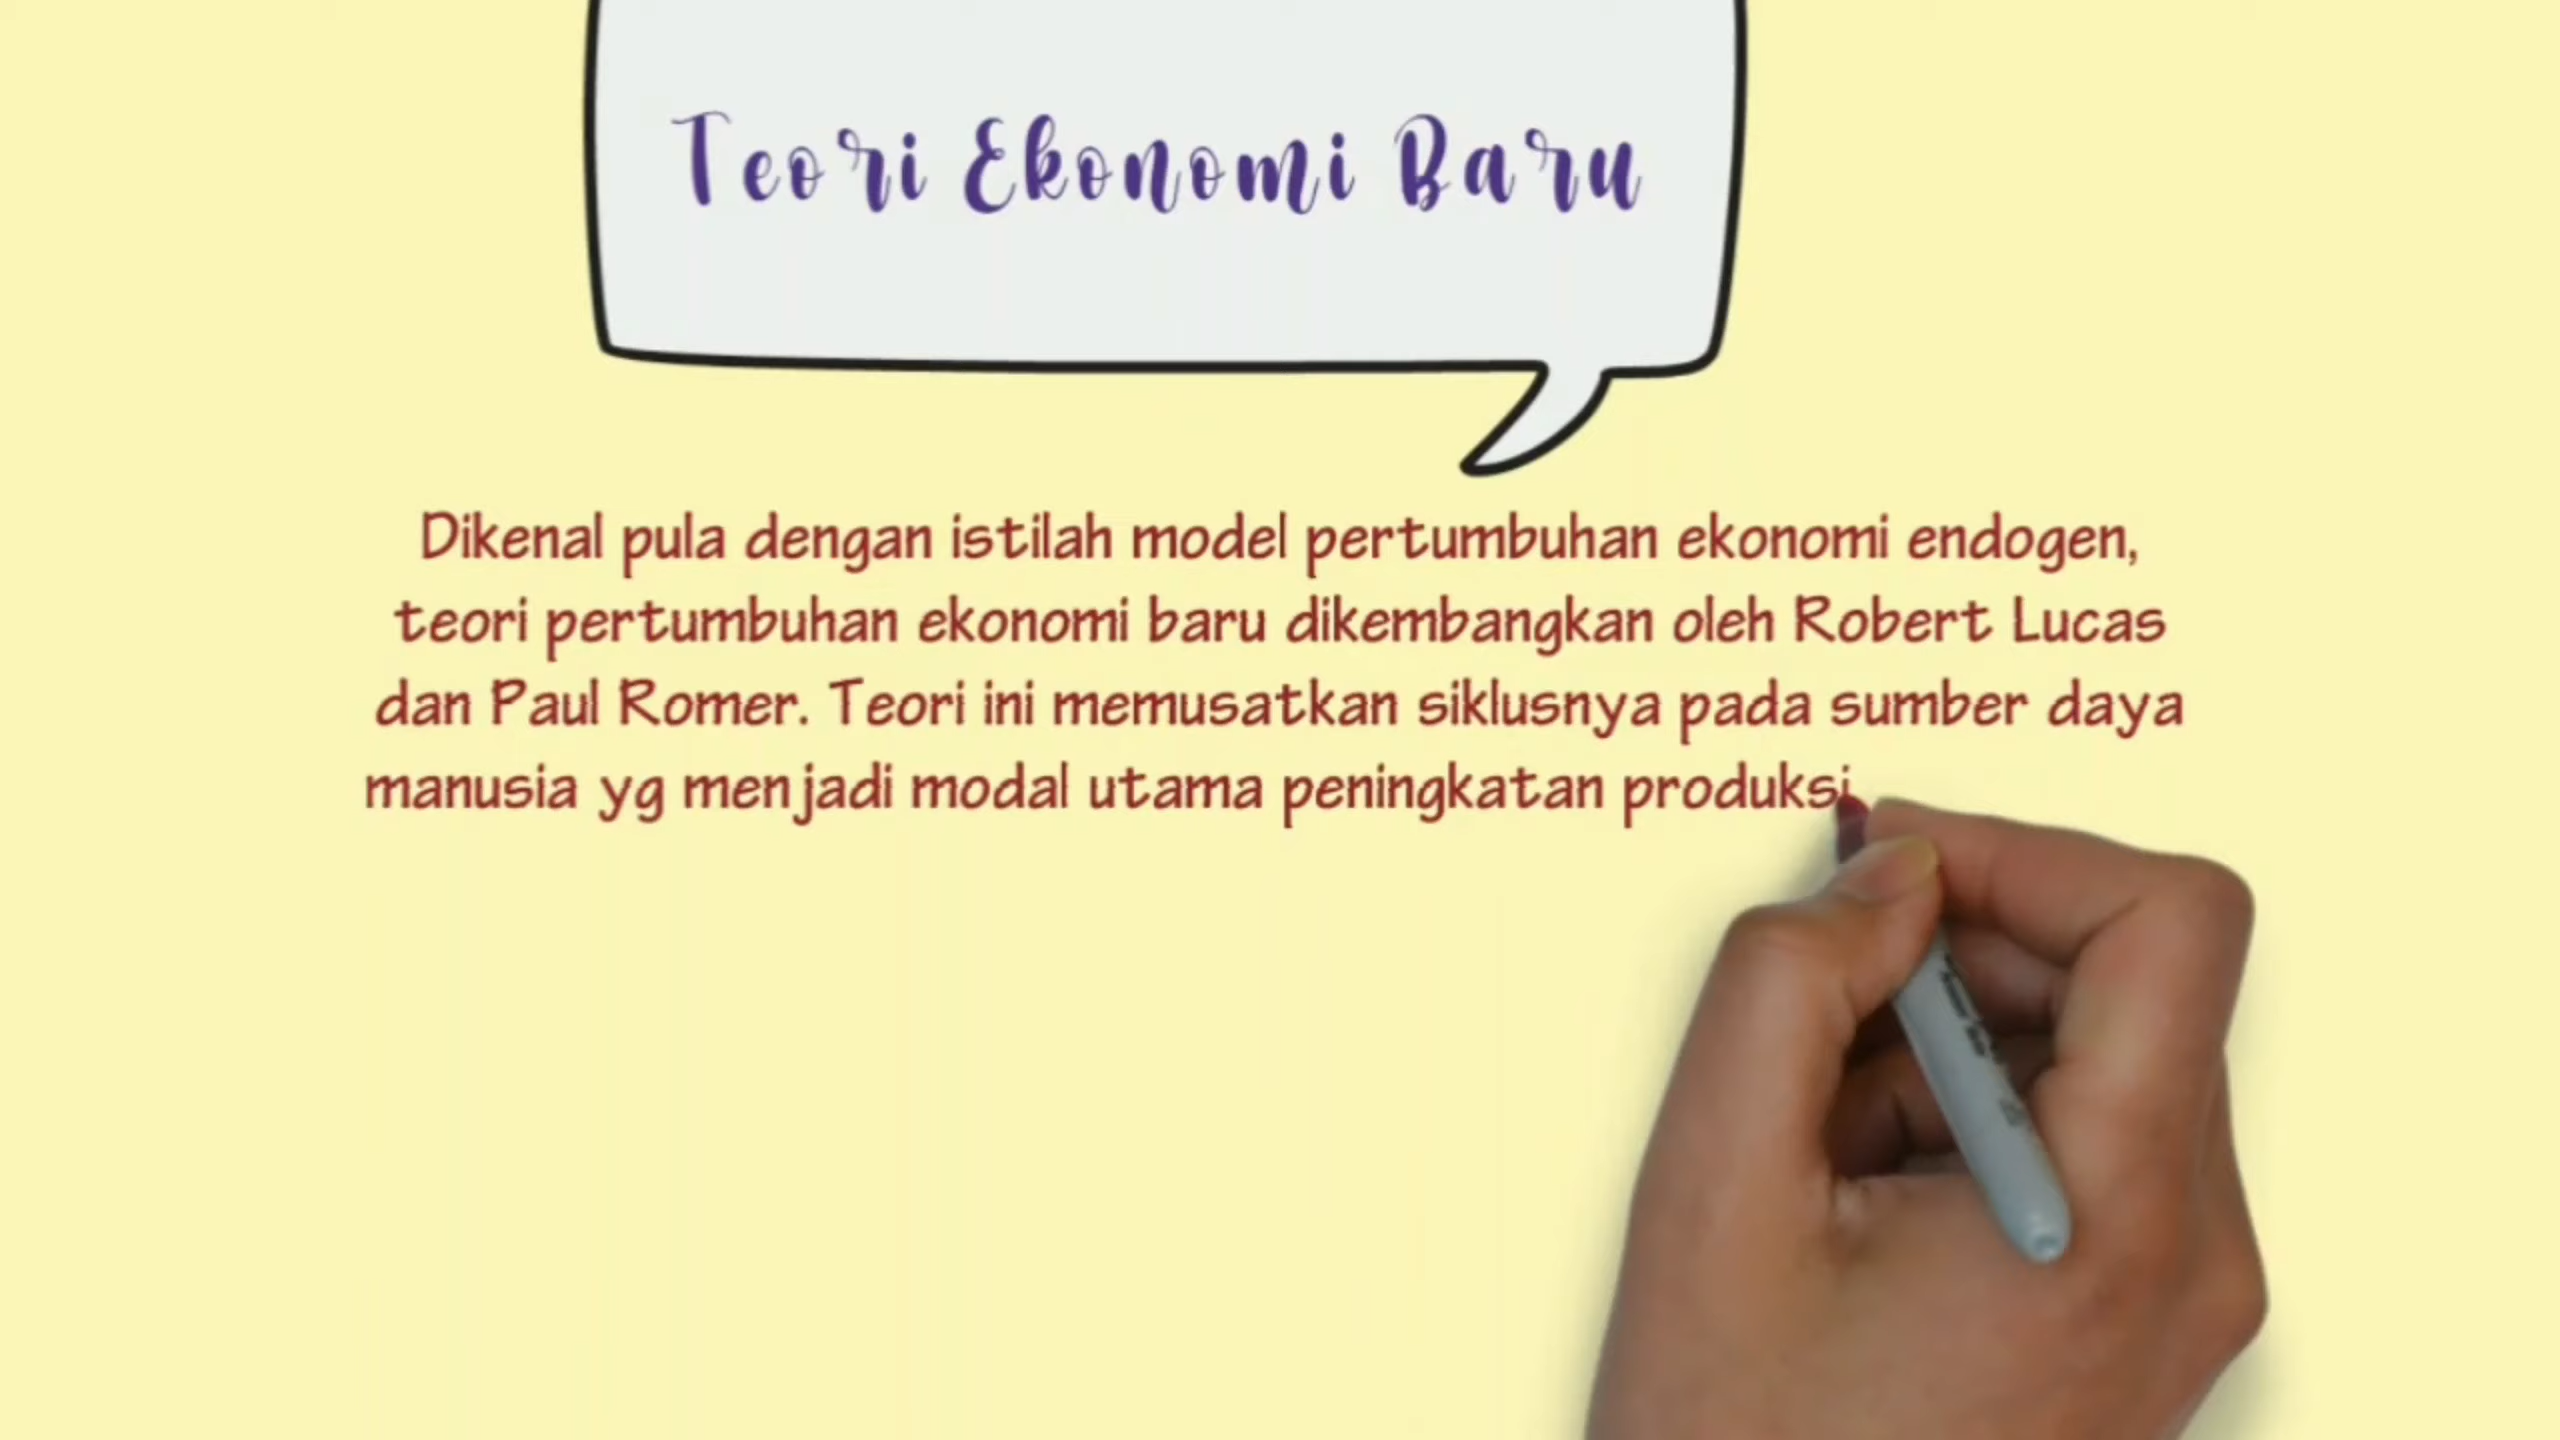 Teori Ekonomi Baru
Dikenal pula dengan istilah model pertumbuhan ekonomi endogen,
teori pertumbuhan ekonomi baru dikembangkan oleh Robert Lucas
dan Paul Romer. Teori ini memusatkan siklusnya pada sumber daya
manusia yg menjadi modal utama peningkatan produksi